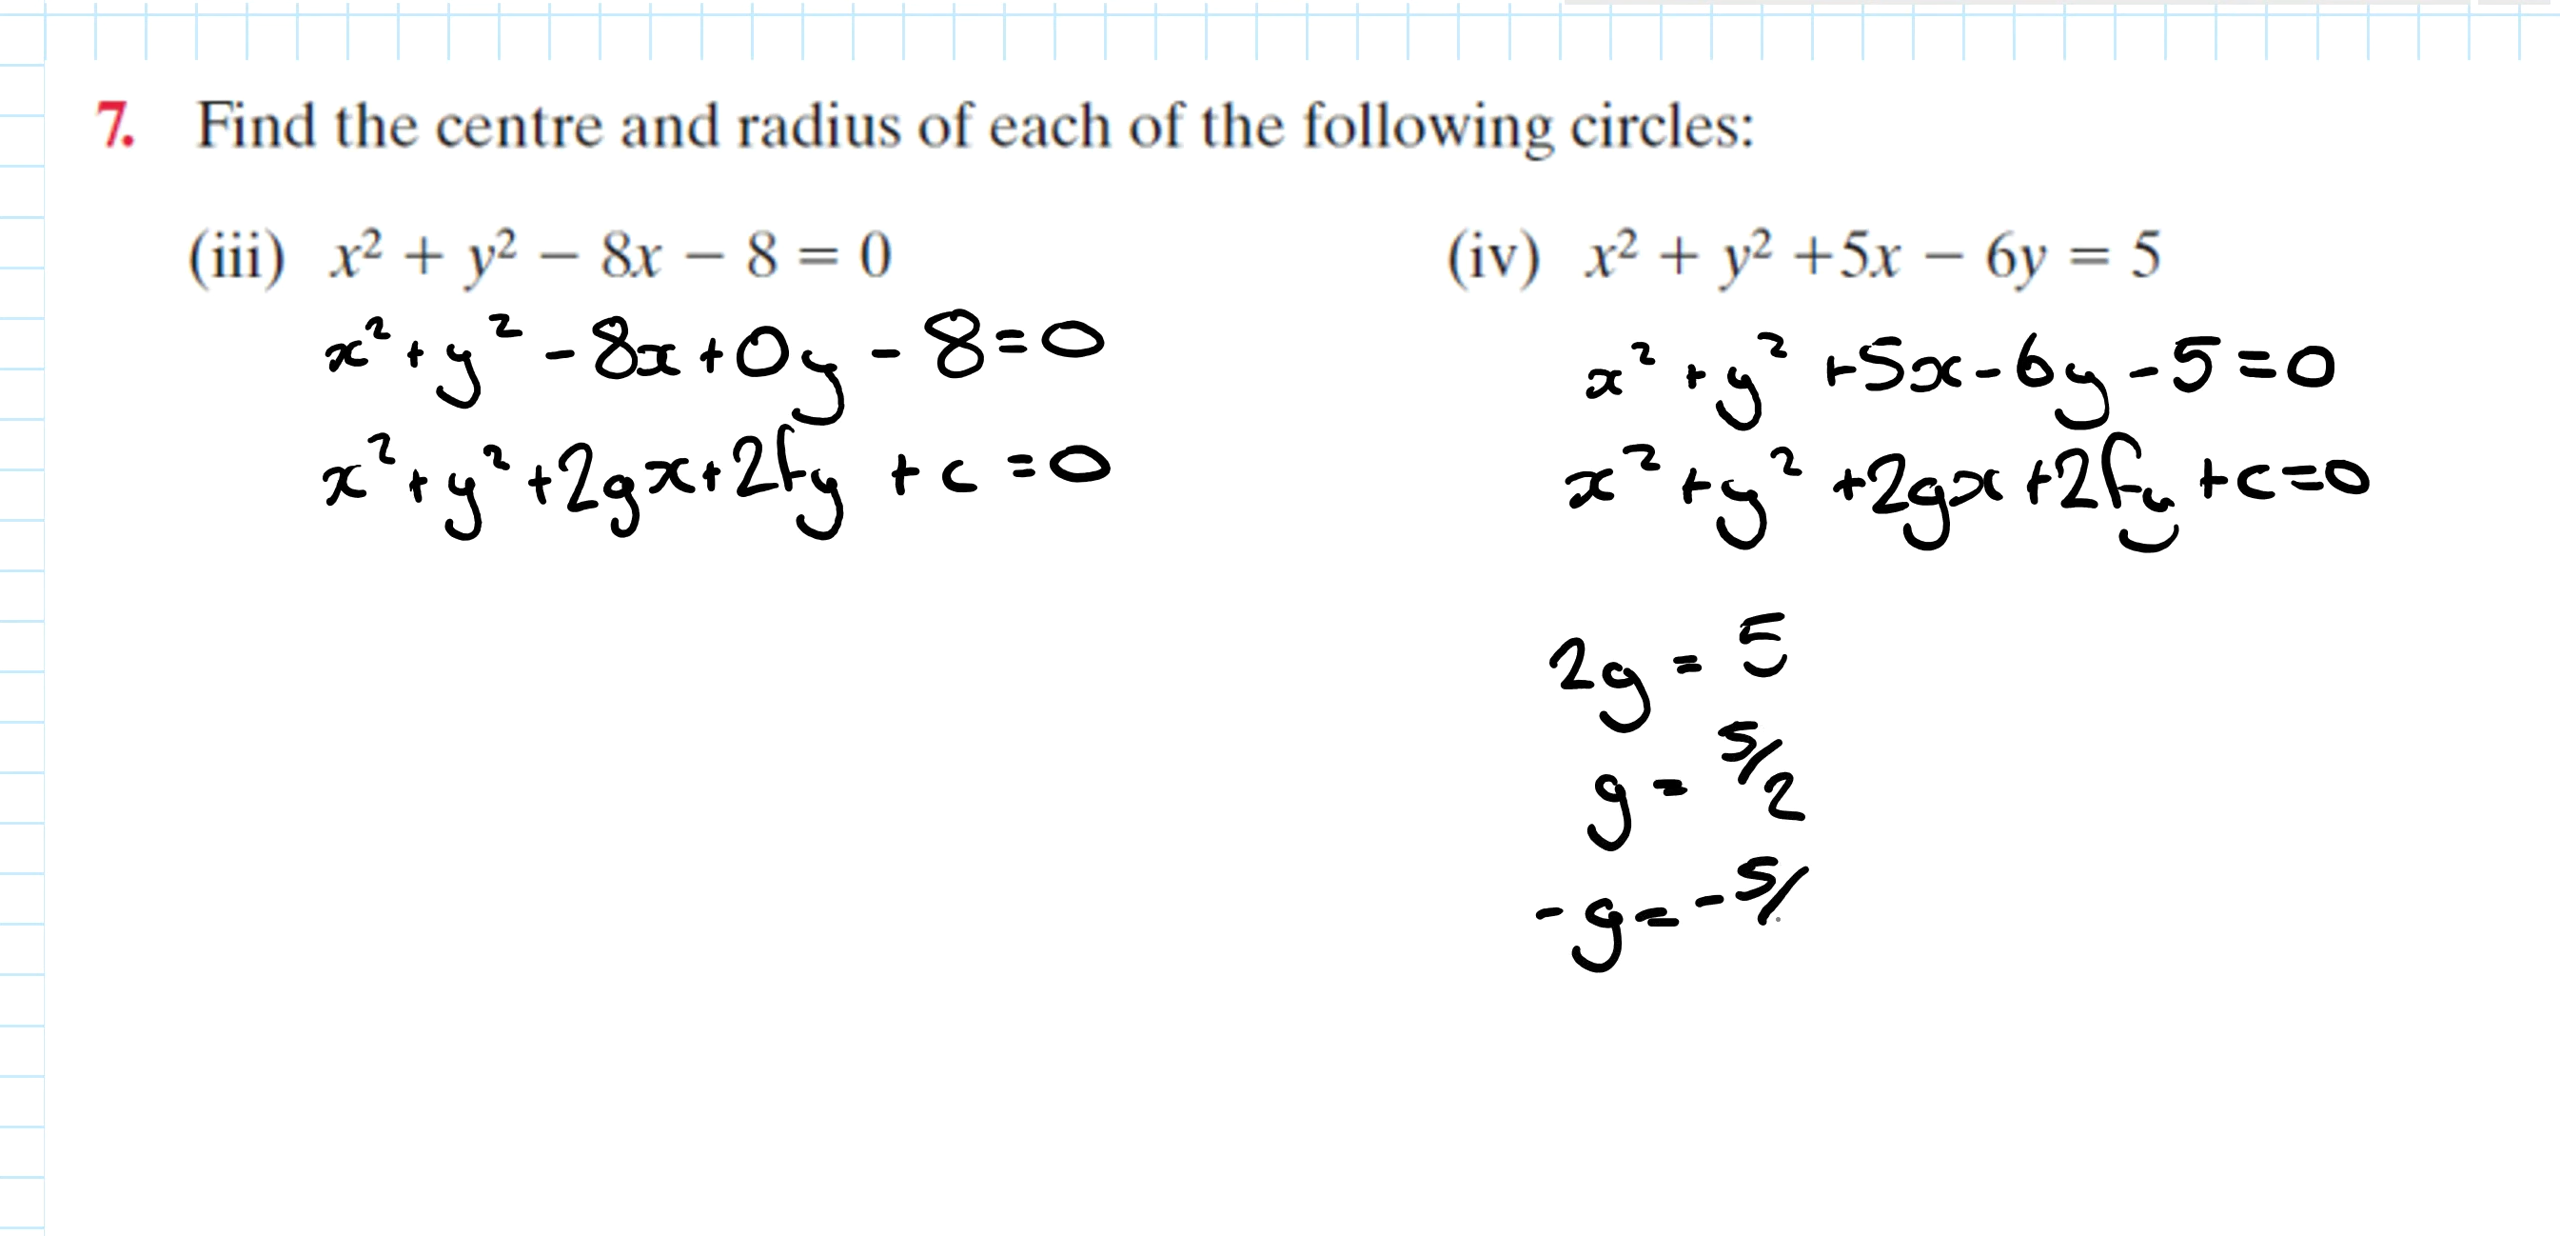 7. Find the centre and radius of each of the following circles:
(iii) x² + y² − 8x − 8 = 0
x² + y² - 8x + 0y - 8 = 0
x² + y² + 2gx + 2fy + c = 0
(iv) x² + y² +5x − 6y = 5
x² + y² + 5x - 6y - 5 = 0
x² + y² + 2gx + 2fy + c = 0
2g = 5
g = 5/2
-g = -5/